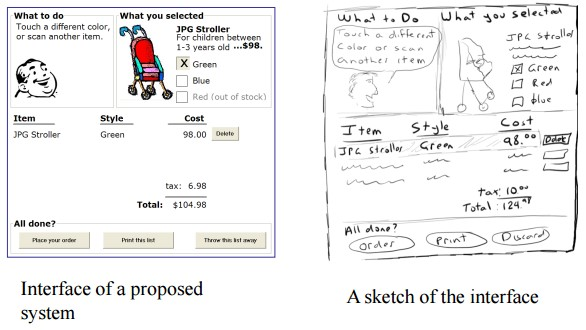 What to do
Touch a different color,
or scan another item.
What you selected
JPG Stroller
For children between
1-3 years old ...$98.
X Green
Blue
Red (out of stock)
Item Style Cost
JPG Stroller Green 98.00 Delete
tax: 6.98
Total: $104.98
All done?
Place your order Print this list Throw this list away
Interface of a proposed
system
What to Do
Touch a different
Color or scan
another item
What you selected
JPG stroller
X Green
Red
blue
Item Style Cost
JPG stroller Green 98.00
tax: 10.00
Total:
All done?
order Print Discard
A sketch of the interface